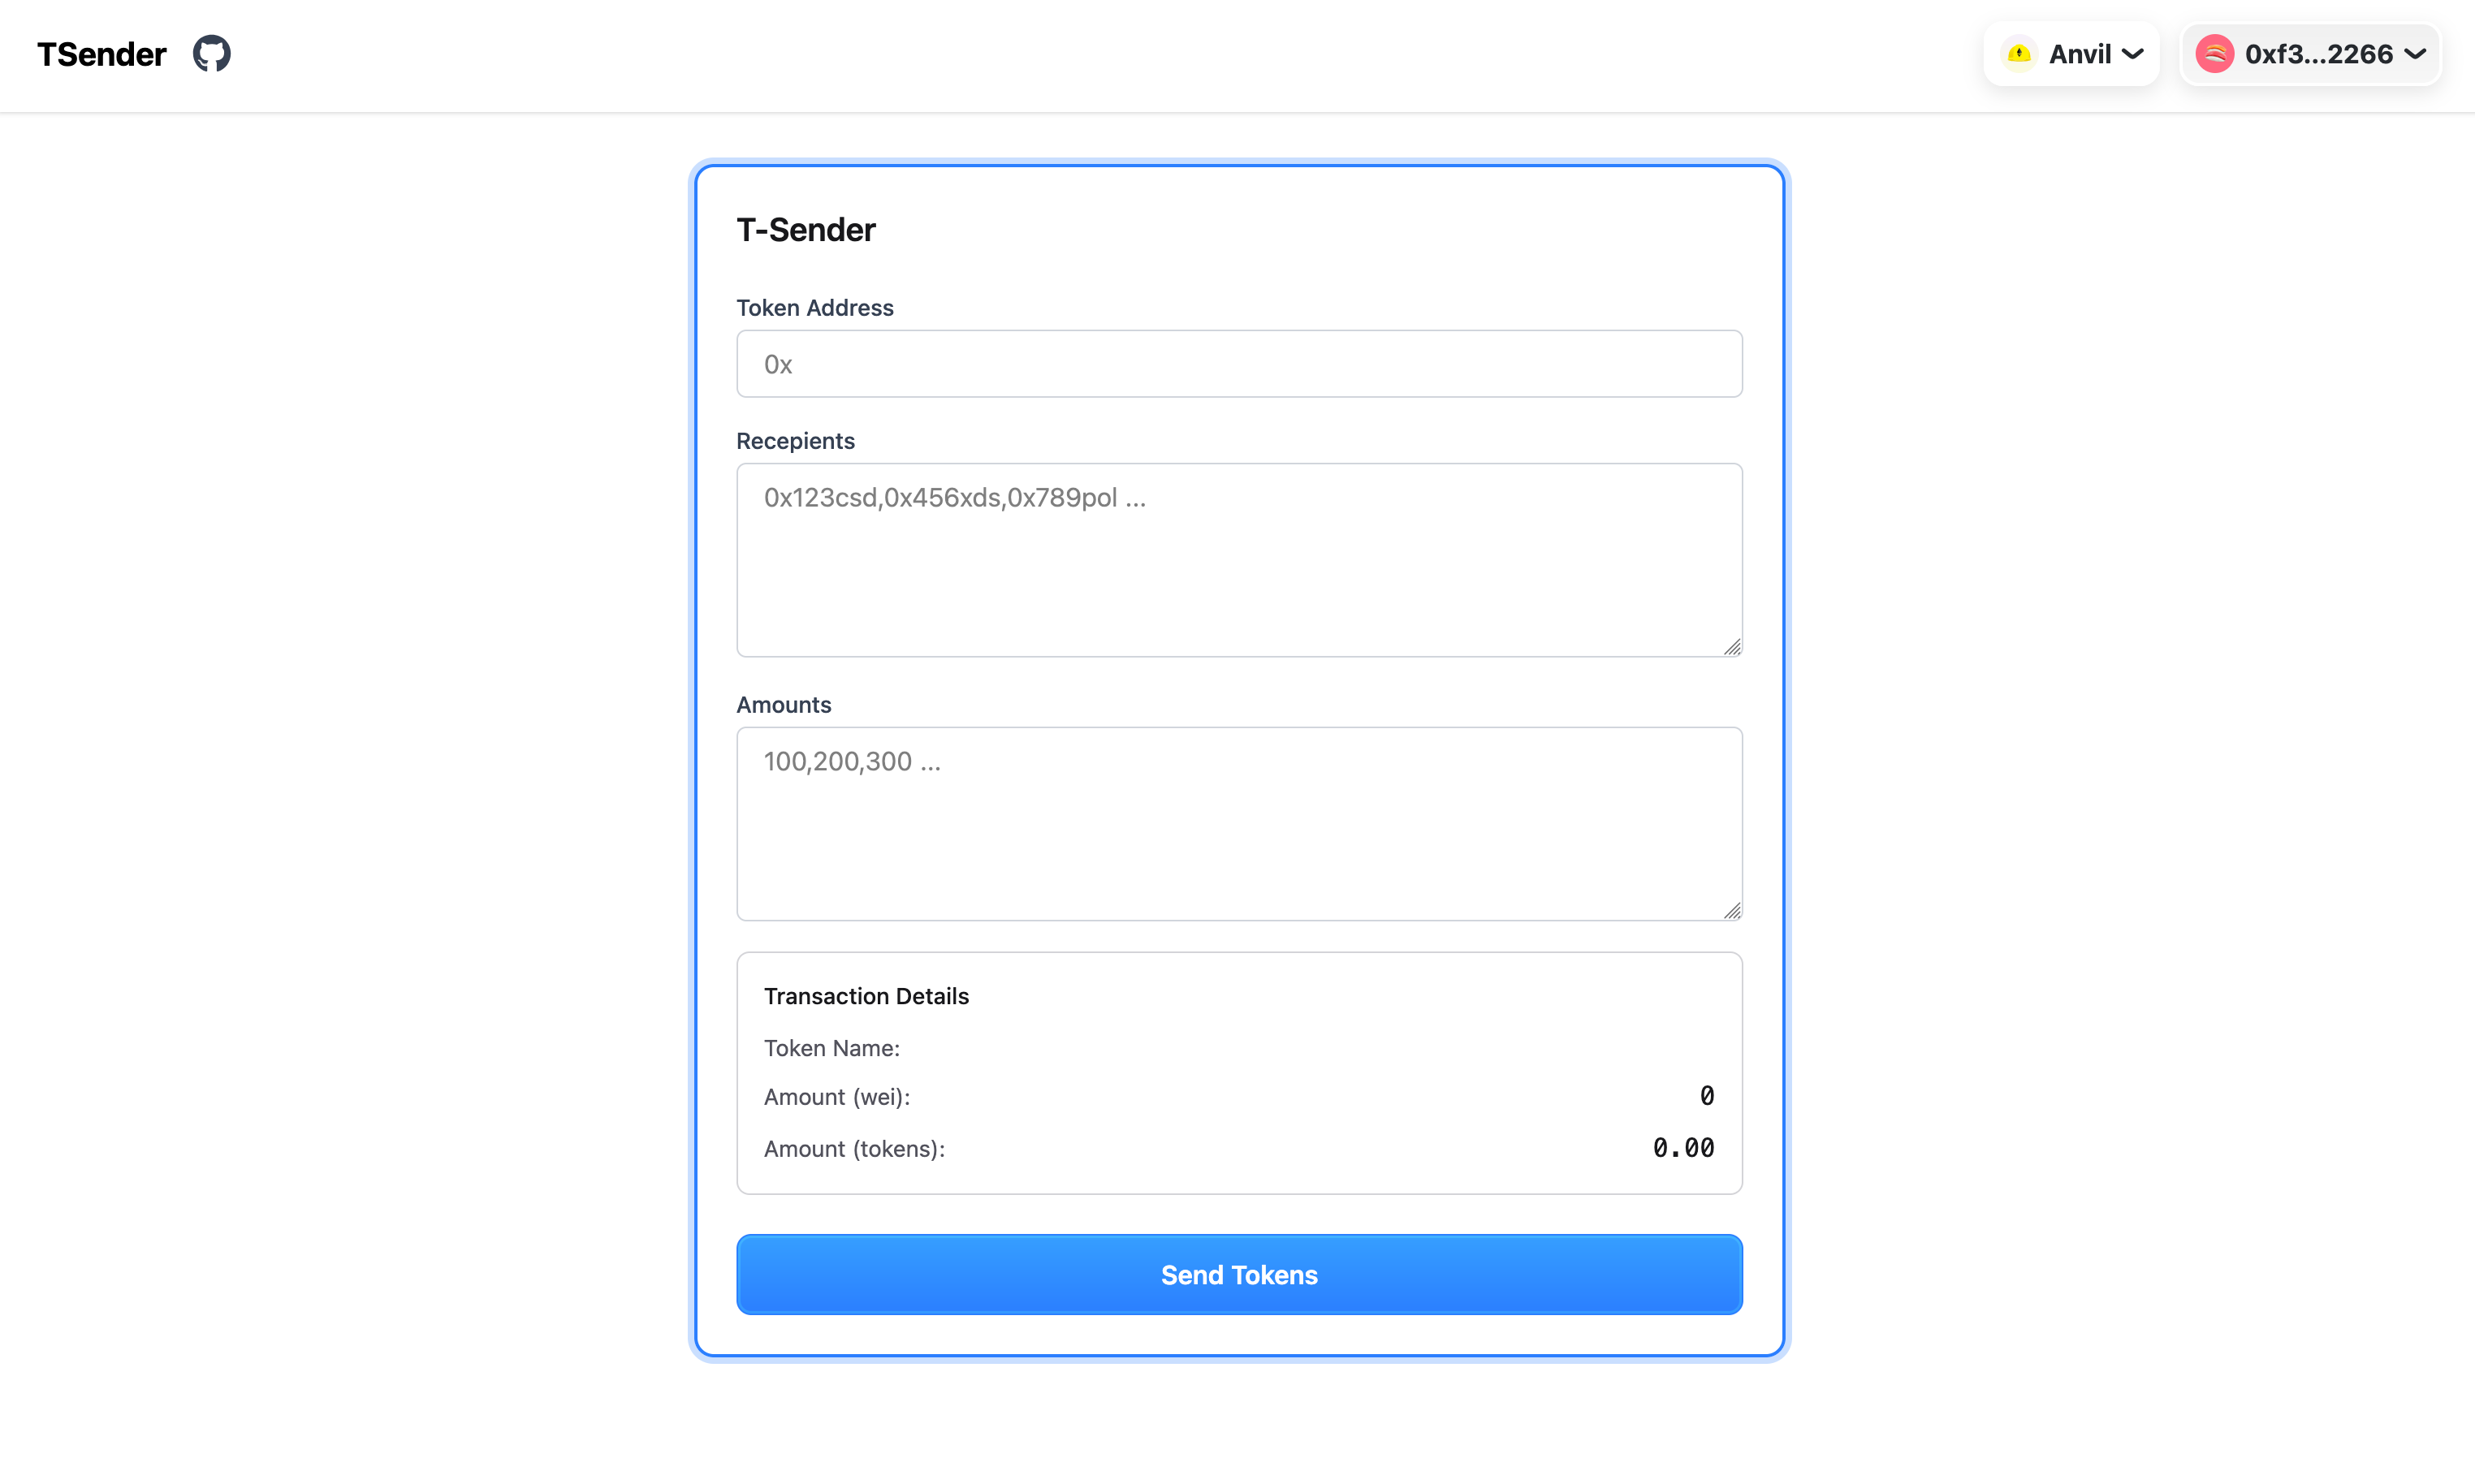 TSender
Anvil
0xf3...2266
T-Sender
Token Address
0x
Recepients
0x123csd,0x456xds,0x789pol ...
Amounts
100,200,300 ...
Transaction Details
Token Name:
Amount (wei): 0
Amount (tokens): 0.00
Send Tokens